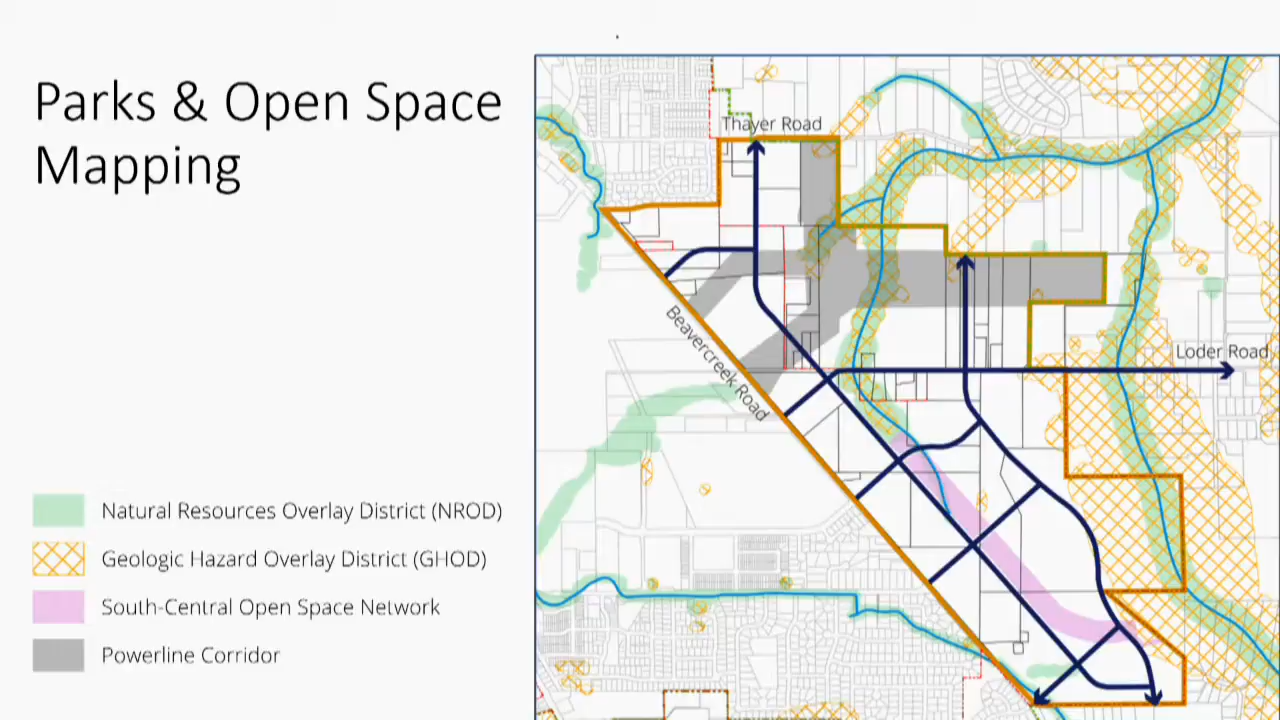 Parks & Open Space
Mapping
Thayer Road
Beavercreek Road
Loder Road
Natural Resources Overlay District (NROD)
Geologic Hazard Overlay District (GHOD)
South-Central Open Space Network
Powerline Corridor